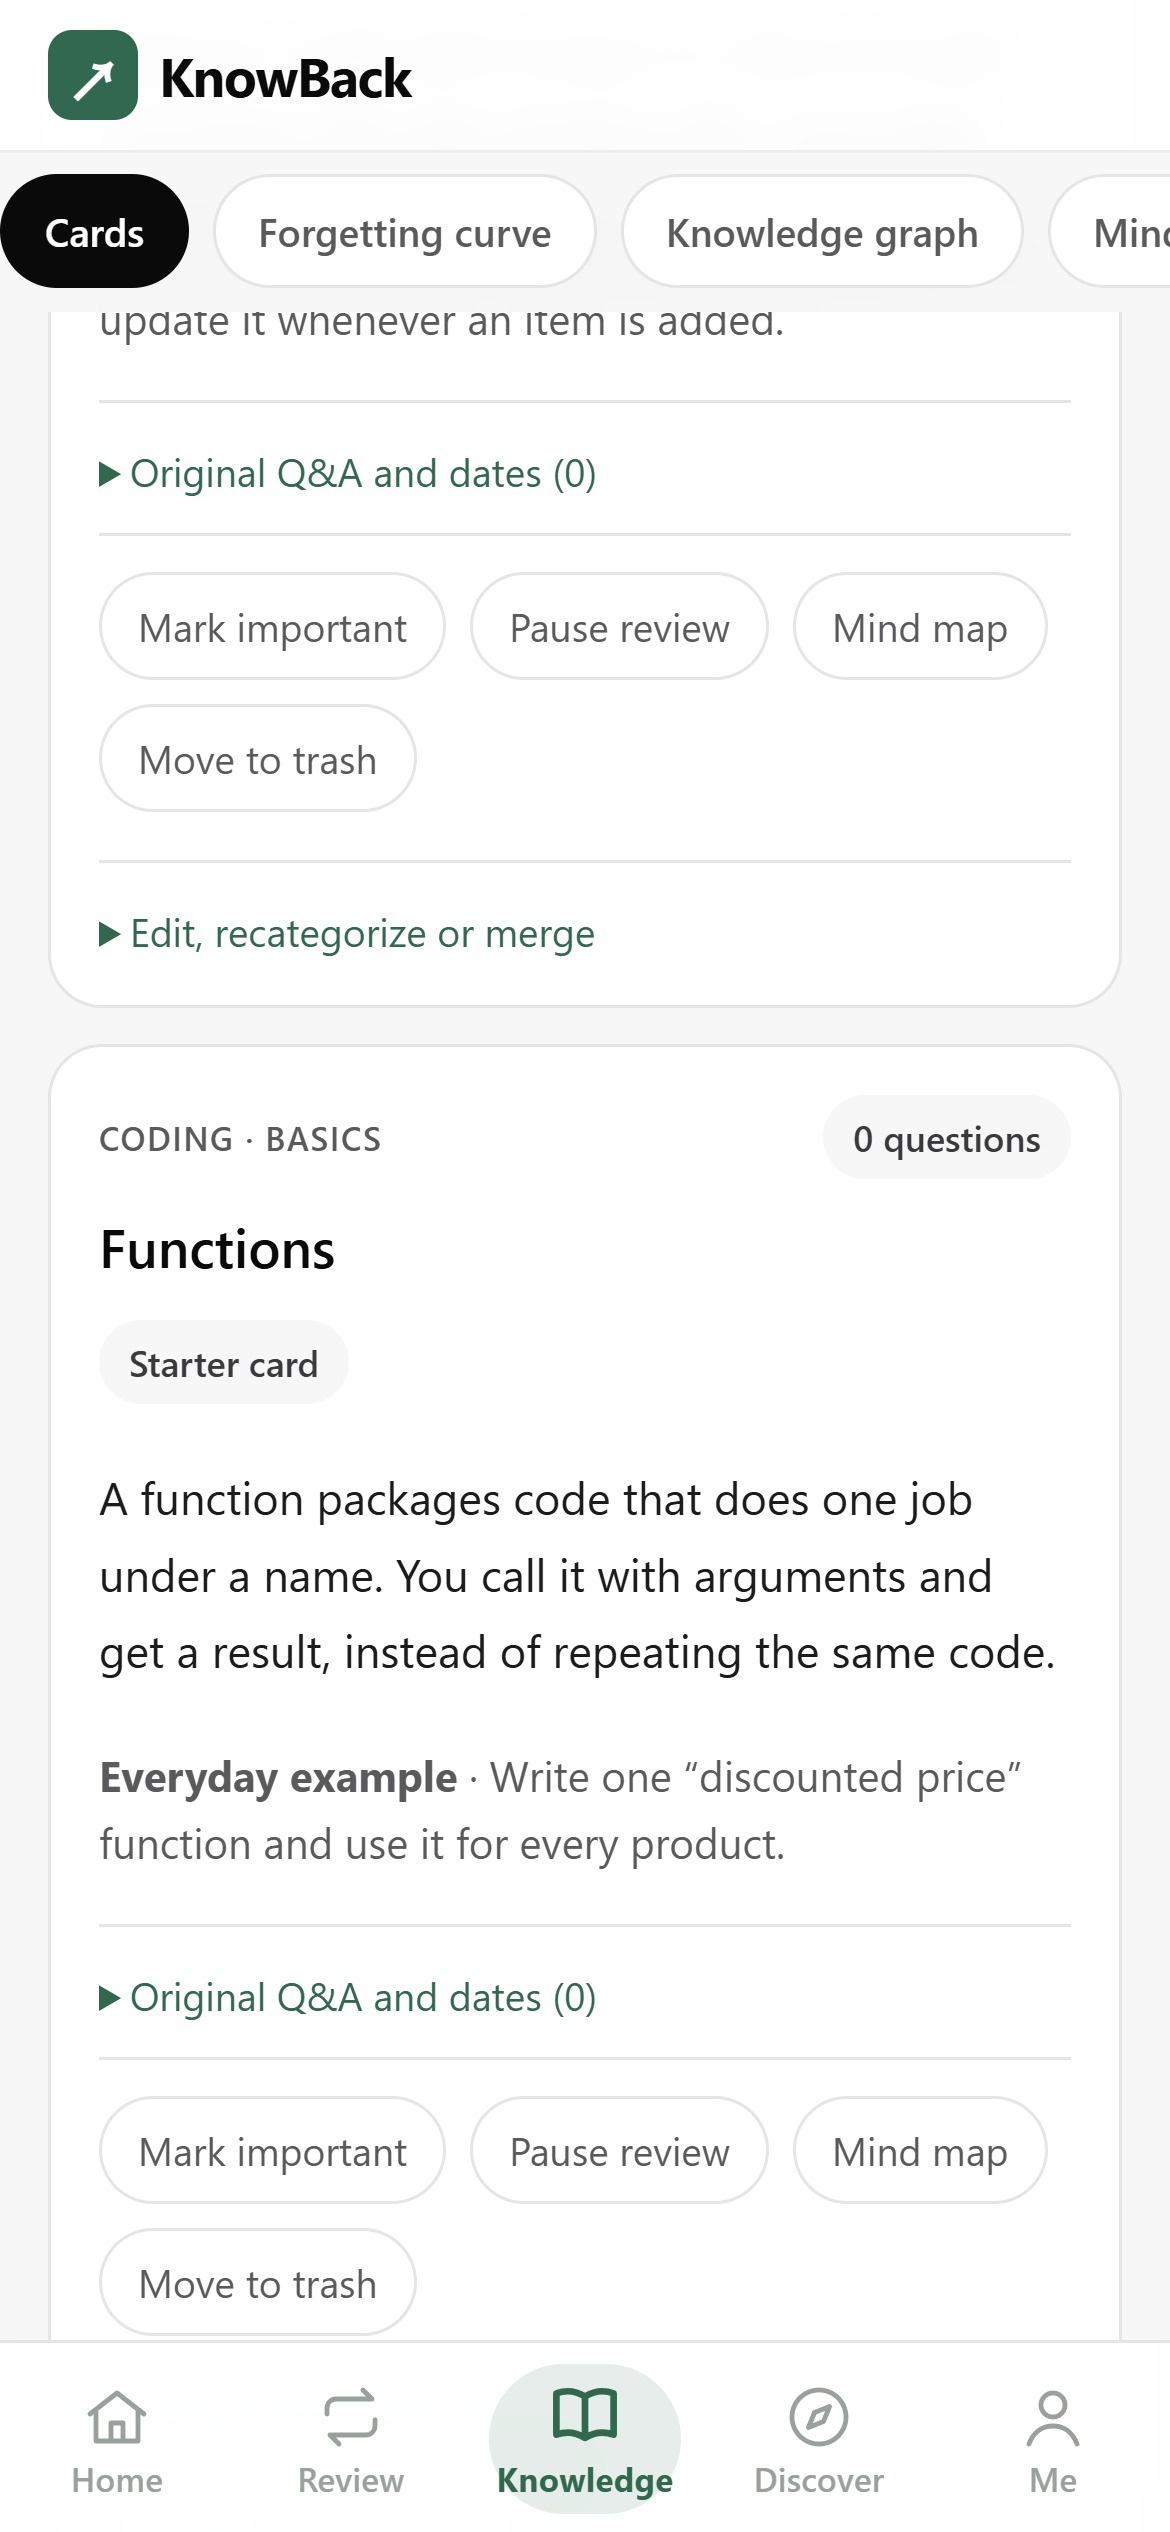 KnowBack
Cards
Forgetting curve
Knowledge graph
update it whenever an item is added.
Original Q&A and dates (0)
Mark important
Pause review
Mind map
Move to trash
Edit, recategorize or merge
CODING · BASICS
0 questions
Functions
Starter card
A function packages code that does one job
under a name. You call it with arguments and
get a result, instead of repeating the same code.
Everyday example · Write one “discounted price”
function and use it for every product.
Original Q&A and dates (0)
Mark important
Pause review
Mind map
Move to trash
Home
Review
Knowledge
Discover
Me